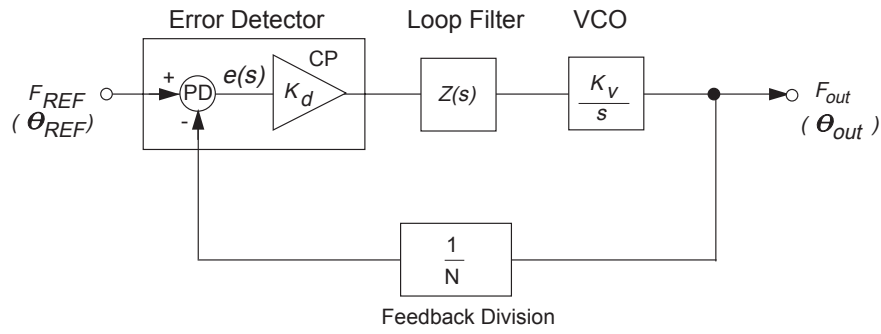 Error Detector
Loop Filter
VCO
CP
+
e(s)
F_REF
PD
K_d
Z(s)
K_v
s
F_out
( θ_REF)
-
( θ_out )
1
N
Feedback Division